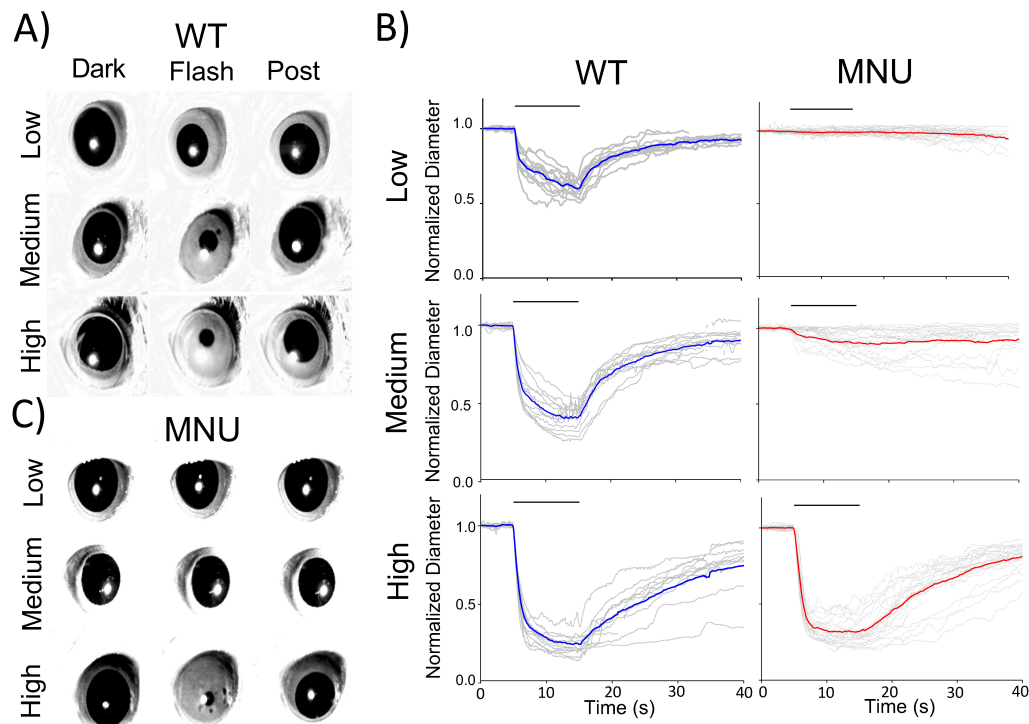 A)
WT
Dark Flash Post
Low
Medium
High
C)
MNU
Low
Medium
High
B)
WT MNU
Low
Normalized Diameter
1.0
0.5
0.0
Medium
Normalized Diameter
1.0
0.5
0.0
High
Normalized Diameter
1.0
0.5
0.0
0 10 20 30 40
Time (s)
0 10 20 30 40
Time (s)